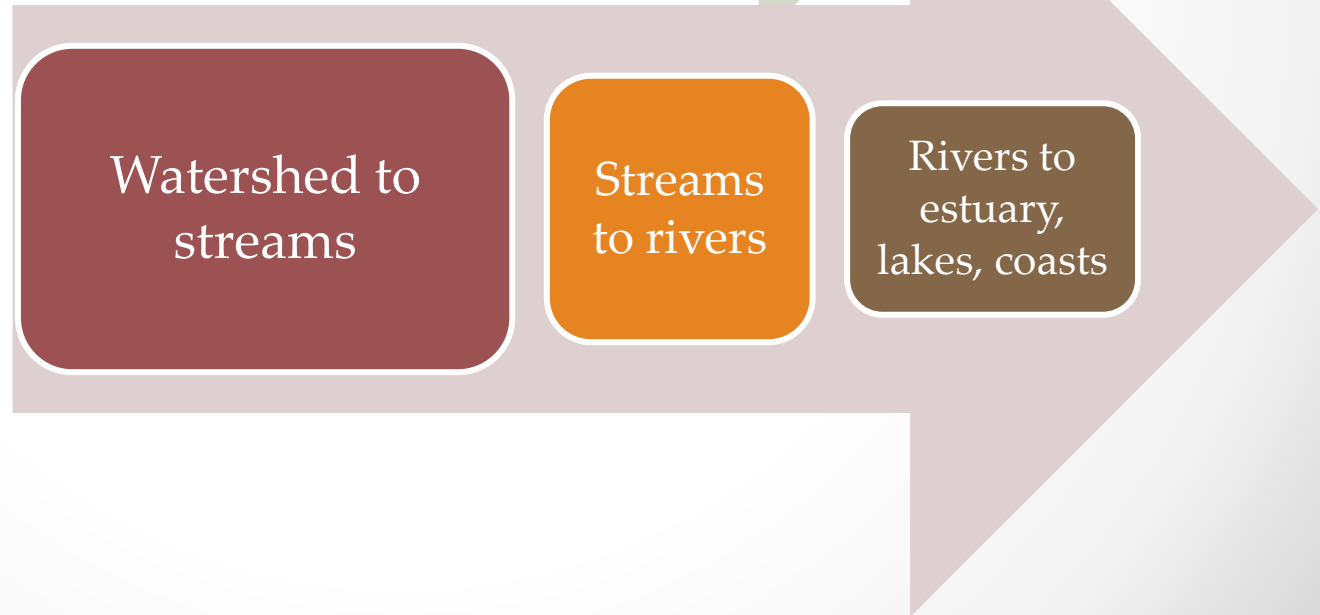 Watershed to
streams
Streams
to rivers
Rivers to
estuary,
lakes, coasts